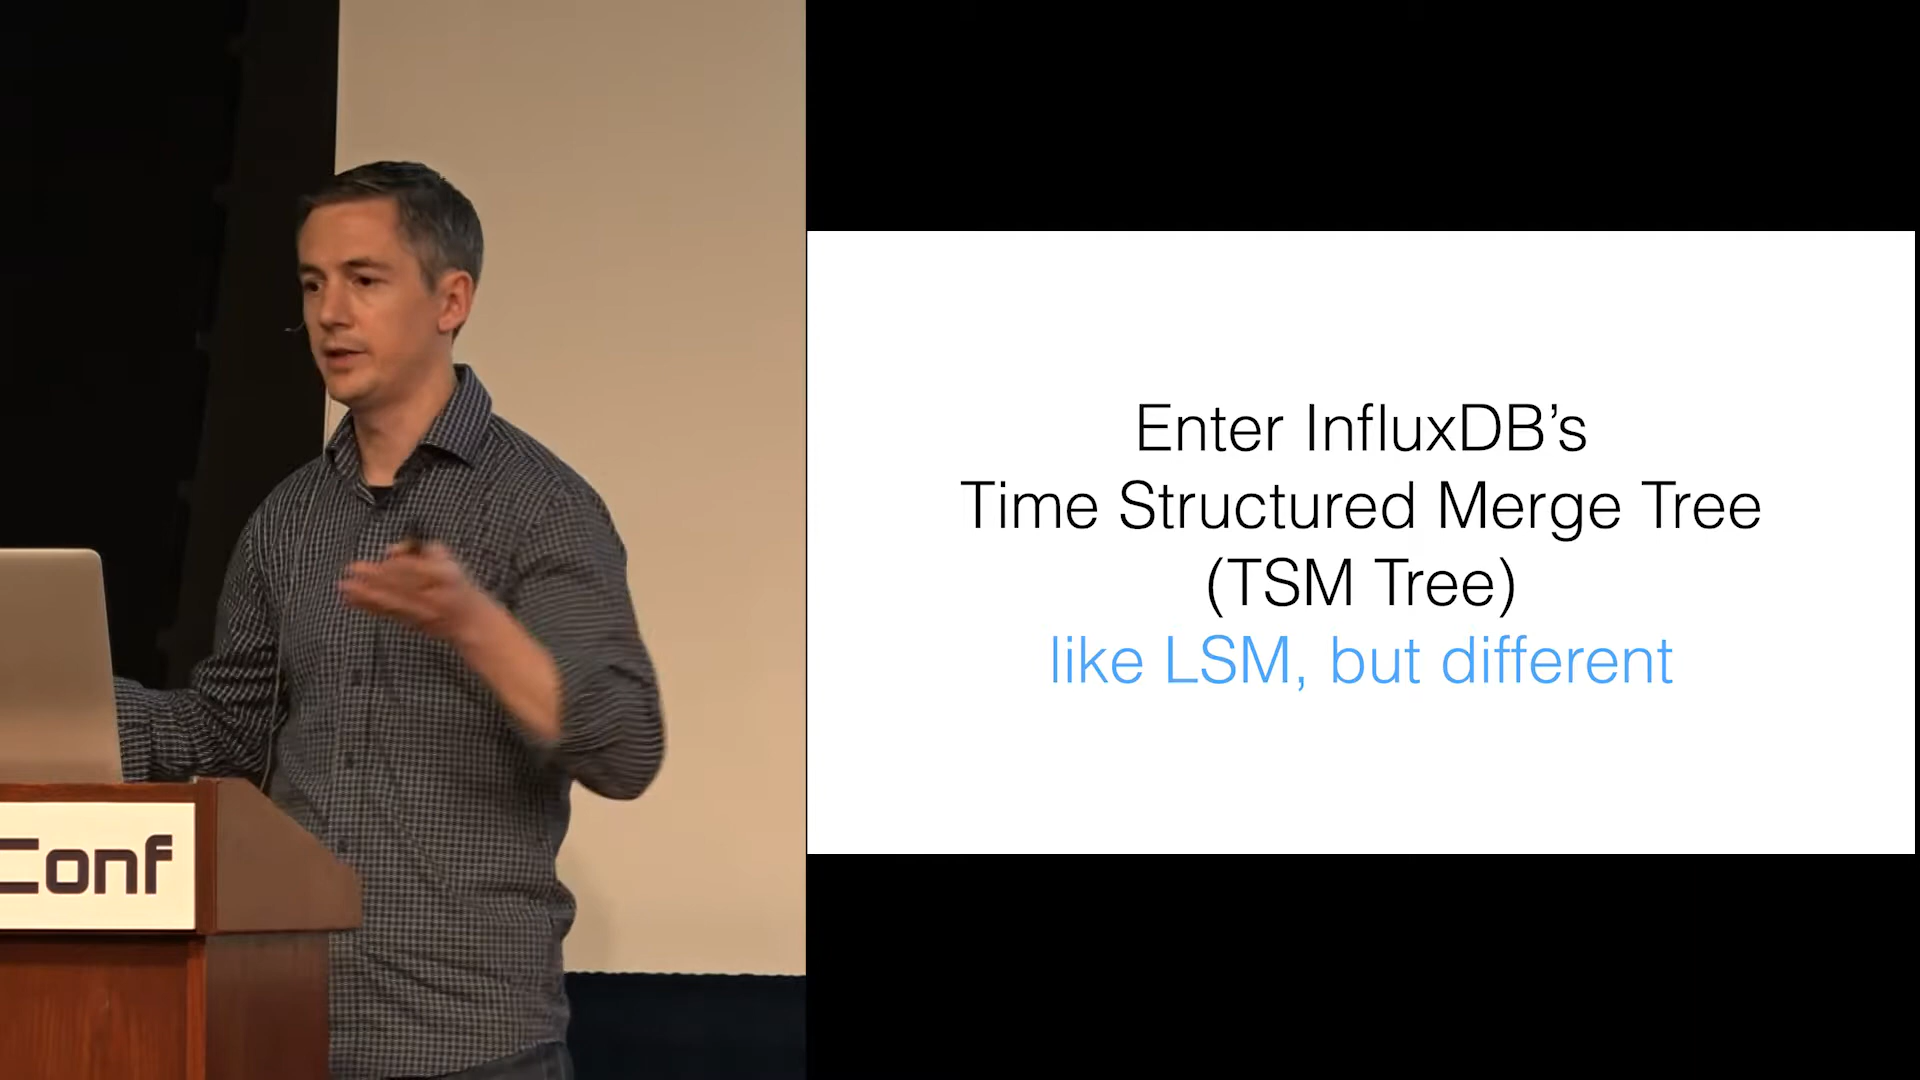 Enter InfluxDB’s
Time Structured Merge Tree
(TSM Tree)
like LSM, but different
Conf